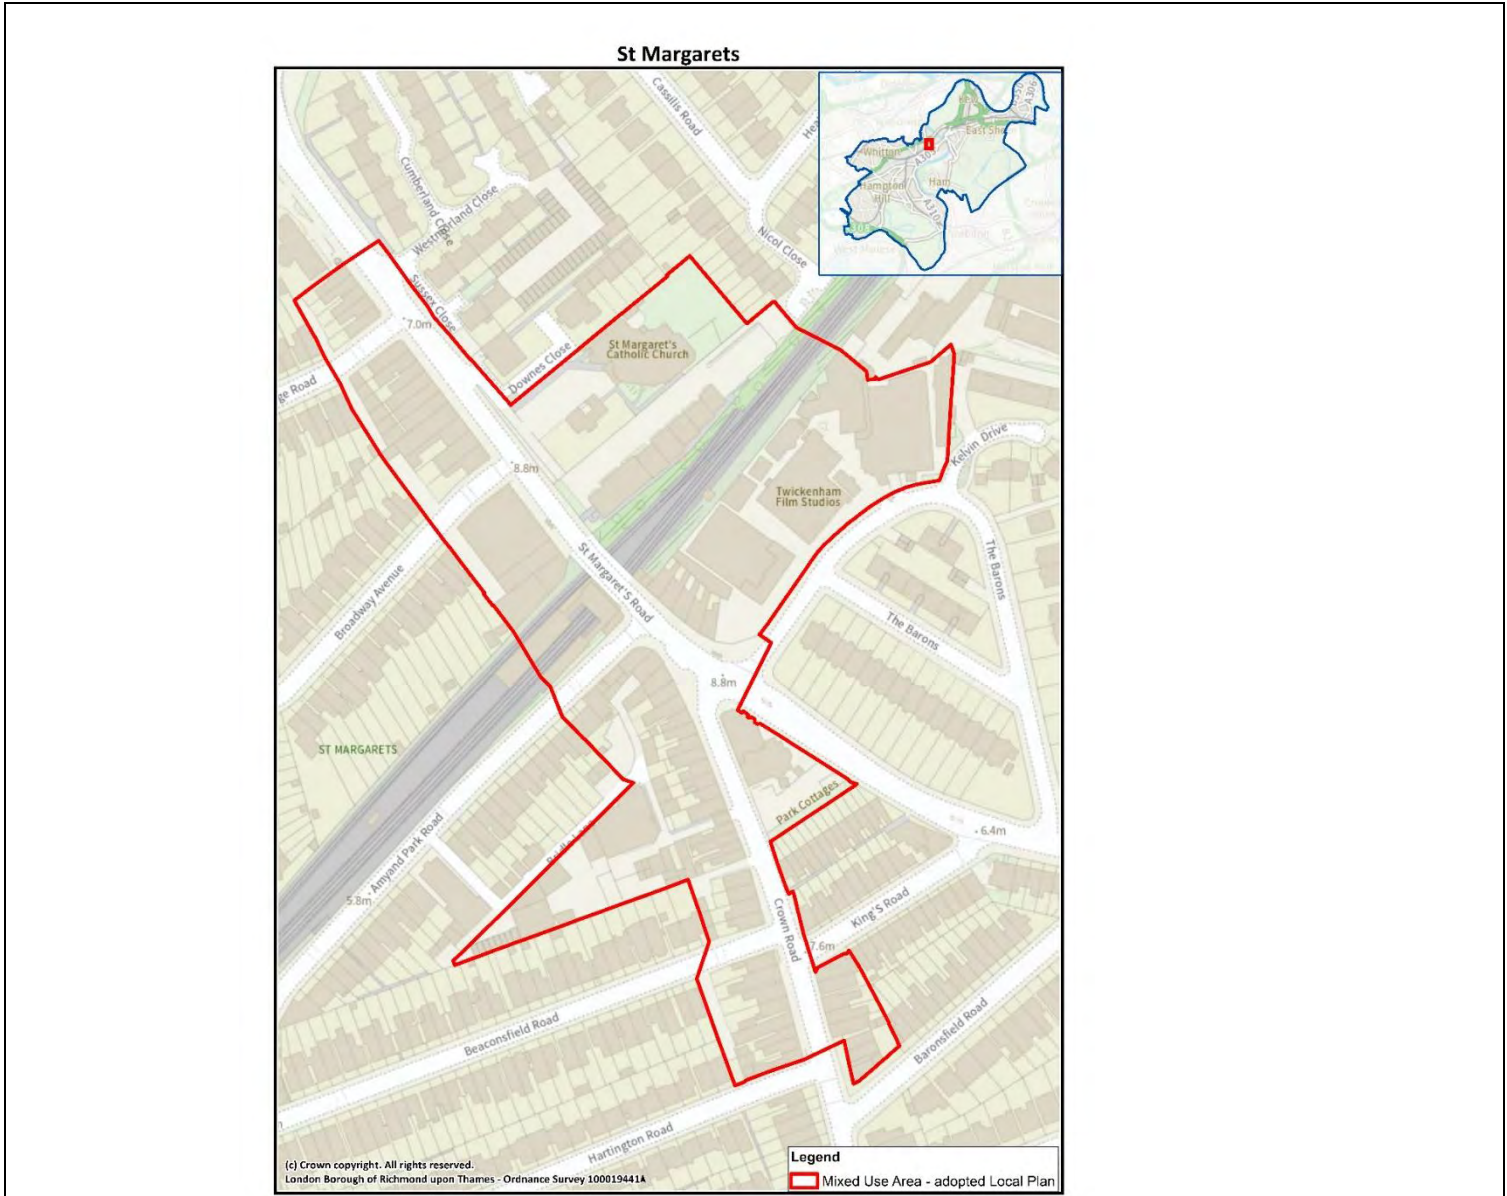 St Margarets
Cassilis Road
Cumberland Close
Westmorland Close
Nicol Close
Sussex Close
7.0m
Downes Close
St Margaret's
Catholic Church
ge Road
Kelvin Drive
8.8m
Twickenham
Film Studios
St Margaret'S Road
Broadway Avenue
The Barons
The Barons
8.8m
ST MARGARETS
Park Cottages
6.4m
Amyand Park Road
5.8m
King'S Road
Crown Road
7.6m
Beaconsfield Road
Baronsfield Road
Hartington Road
Whitton
Hampton
Hill
Ham
A310
A306
(c) Crown copyright. All rights reserved.
London Borough of Richmond upon Thames - Ordnance Survey 100019441
Legend
Mixed Use Area - adopted Local Plan